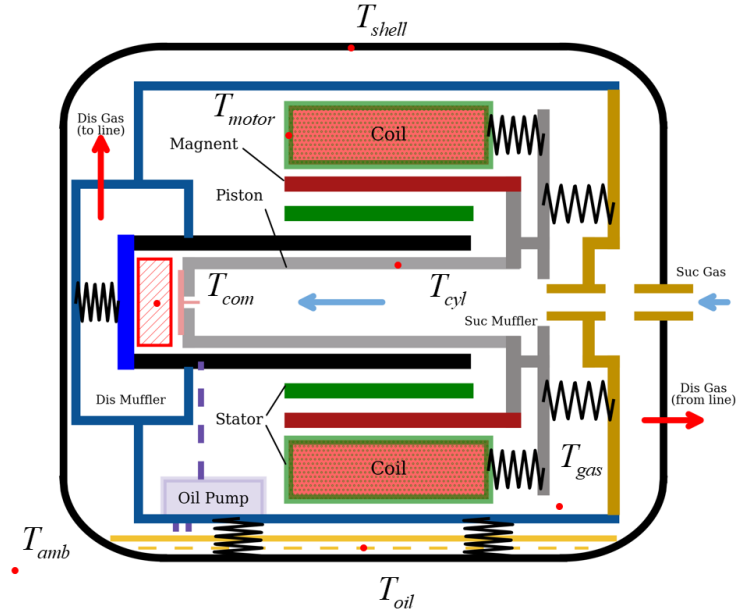 T_shell
Dis Gas
(to line)
T_motor
Coil
Magnent
Piston
T_com
T_cyl
Suc Gas
Suc Muffler
Dis Muffler
Dis Gas
(from line)
Stator
Coil
T_gas
Oil Pump
T_amb
T_oil